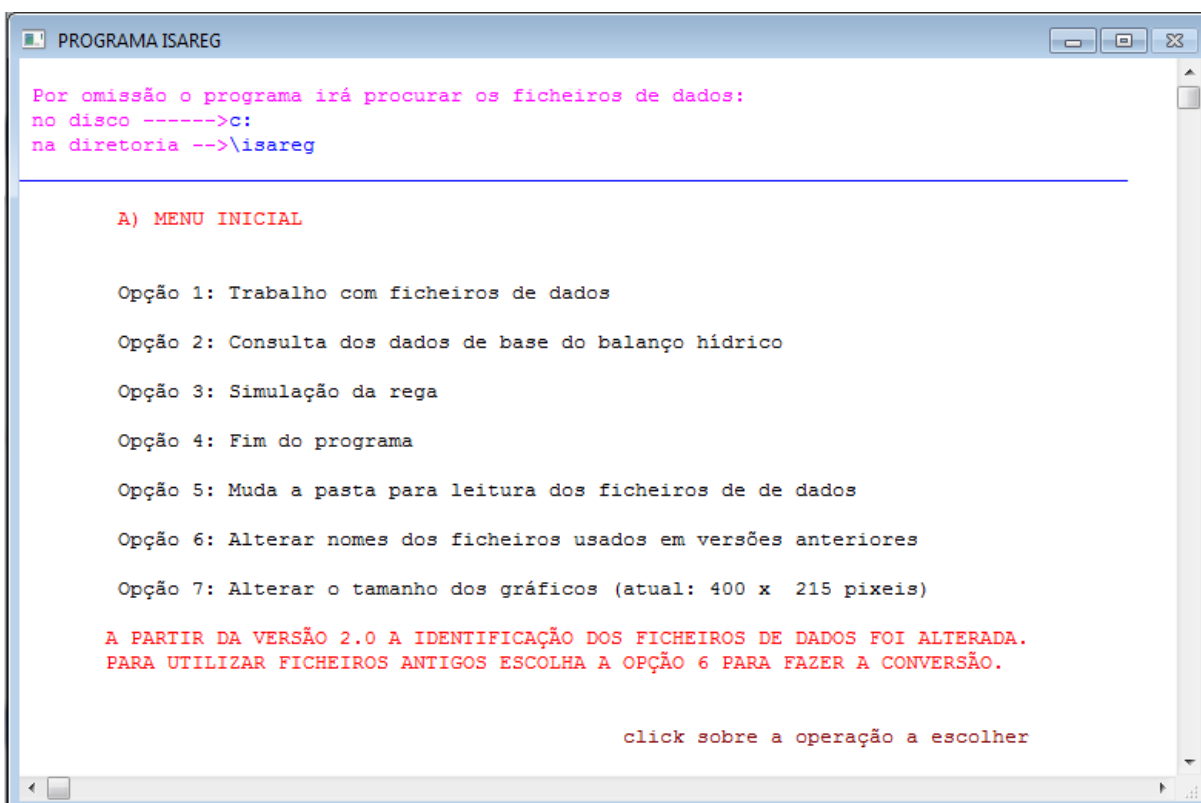 PROGRAMA ISAREG
Por omissão o programa irá procurar os ficheiros de dados:
no disco ------>c:
na diretoria -->\isareg
A) MENU INICIAL
Opção 1: Trabalho com ficheiros de dados
Opção 2: Consulta dos dados de base do balanço hídrico
Opção 3: Simulação da rega
Opção 4: Fim do programa
Opção 5: Muda a pasta para leitura dos ficheiros de de dados
Opção 6: Alterar nomes dos ficheiros usados em versões anteriores
Opção 7: Alterar o tamanho dos gráficos (atual: 400 x  215 pixeis)
A PARTIR DA VERSÃO 2.0 A IDENTIFICAÇÃO DOS FICHEIROS DE DADOS FOI ALTERADA.
PARA UTILIZAR FICHEIROS ANTIGOS ESCOLHA A OPÇÃO 6 PARA FAZER A CONVERSÃO.
click sobre a operação a escolher